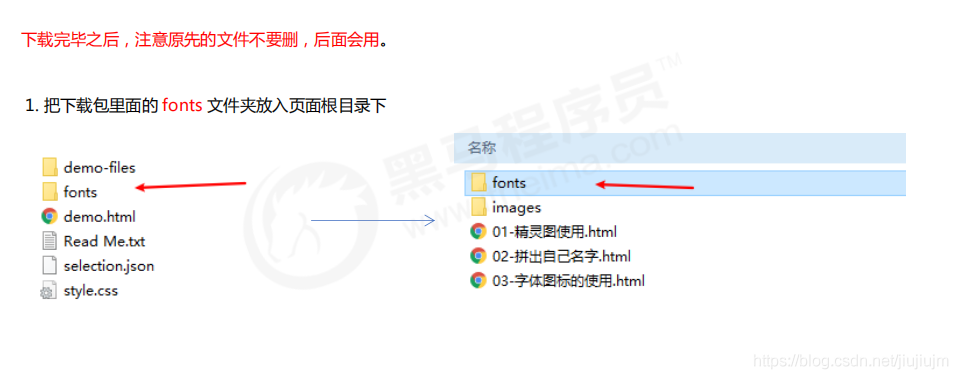 下载完毕之后，注意原先的文件不要删，后面会用。
1. 把下载包里面的 fonts 文件夹放入页面根目录下
demo-files
fonts
demo.html
Read Me.txt
selection.json
style.css
名称
fonts
images
01-精灵图使用.html
02-拼出自己名字.html
03-字体图标的使用.html
黑马程序员™
www.itheima.com
https://blog.csdn.net/jiujiujm